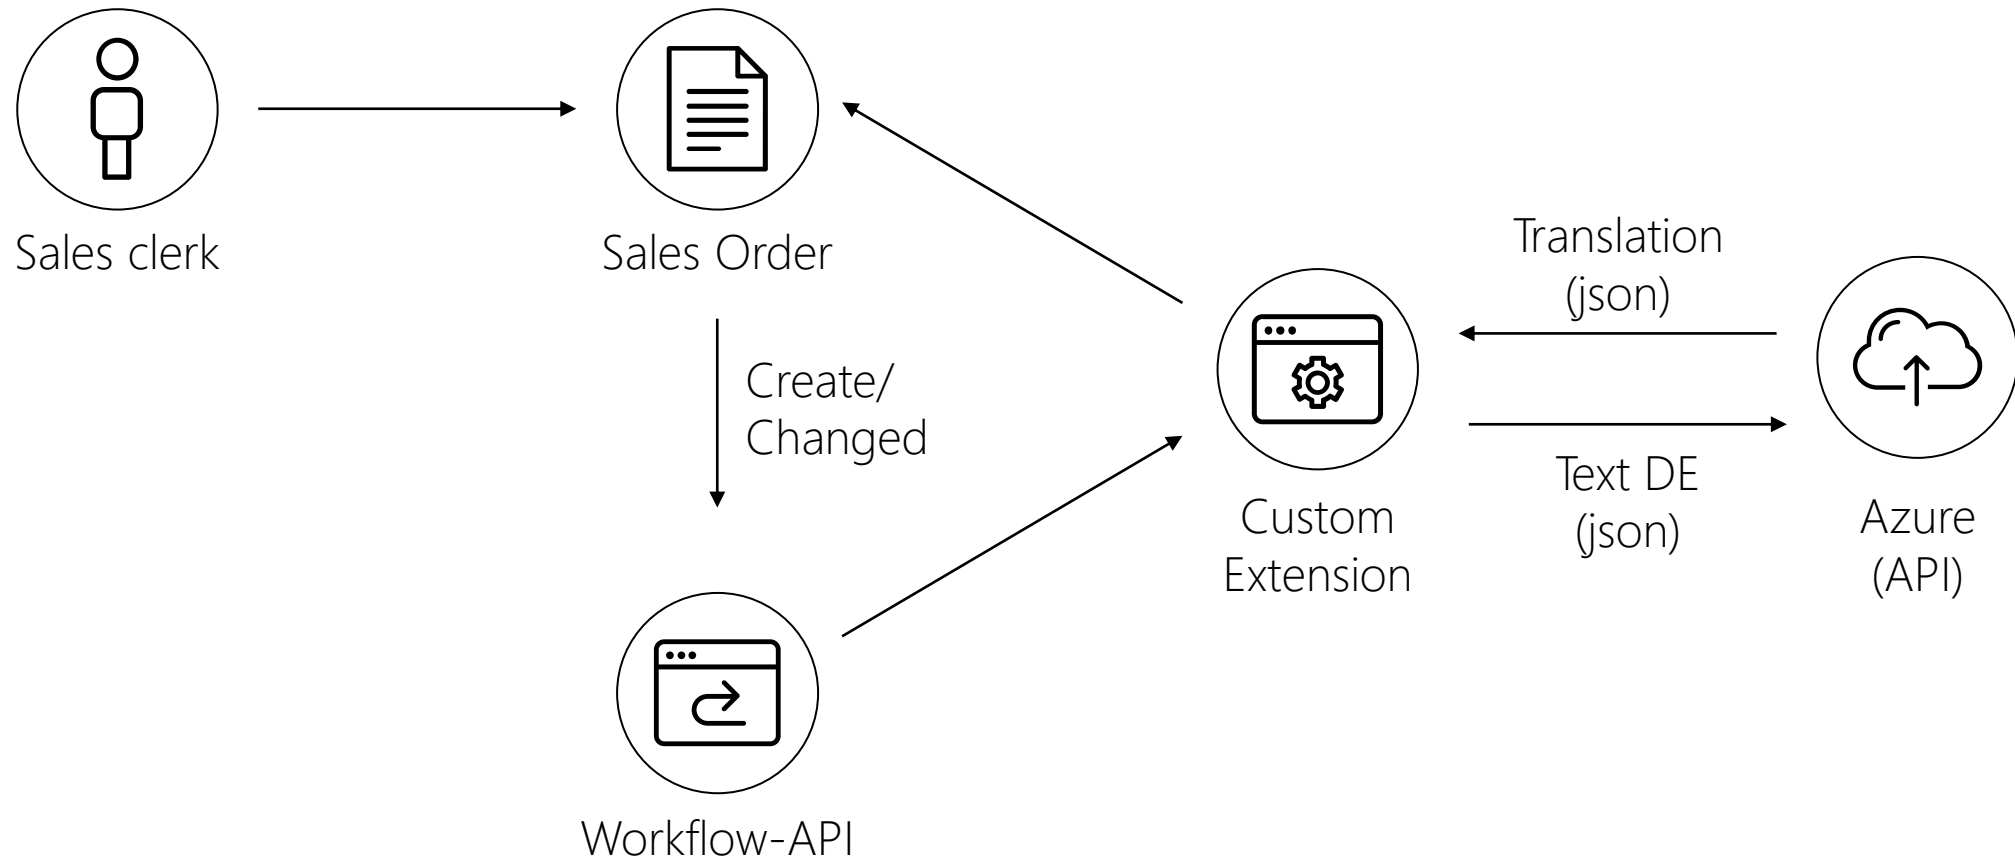 Sales clerk
Sales Order
Create/
Changed
Workflow-API
Custom
Extension
Translation
(json)
Text DE
(json)
Azure
(API)